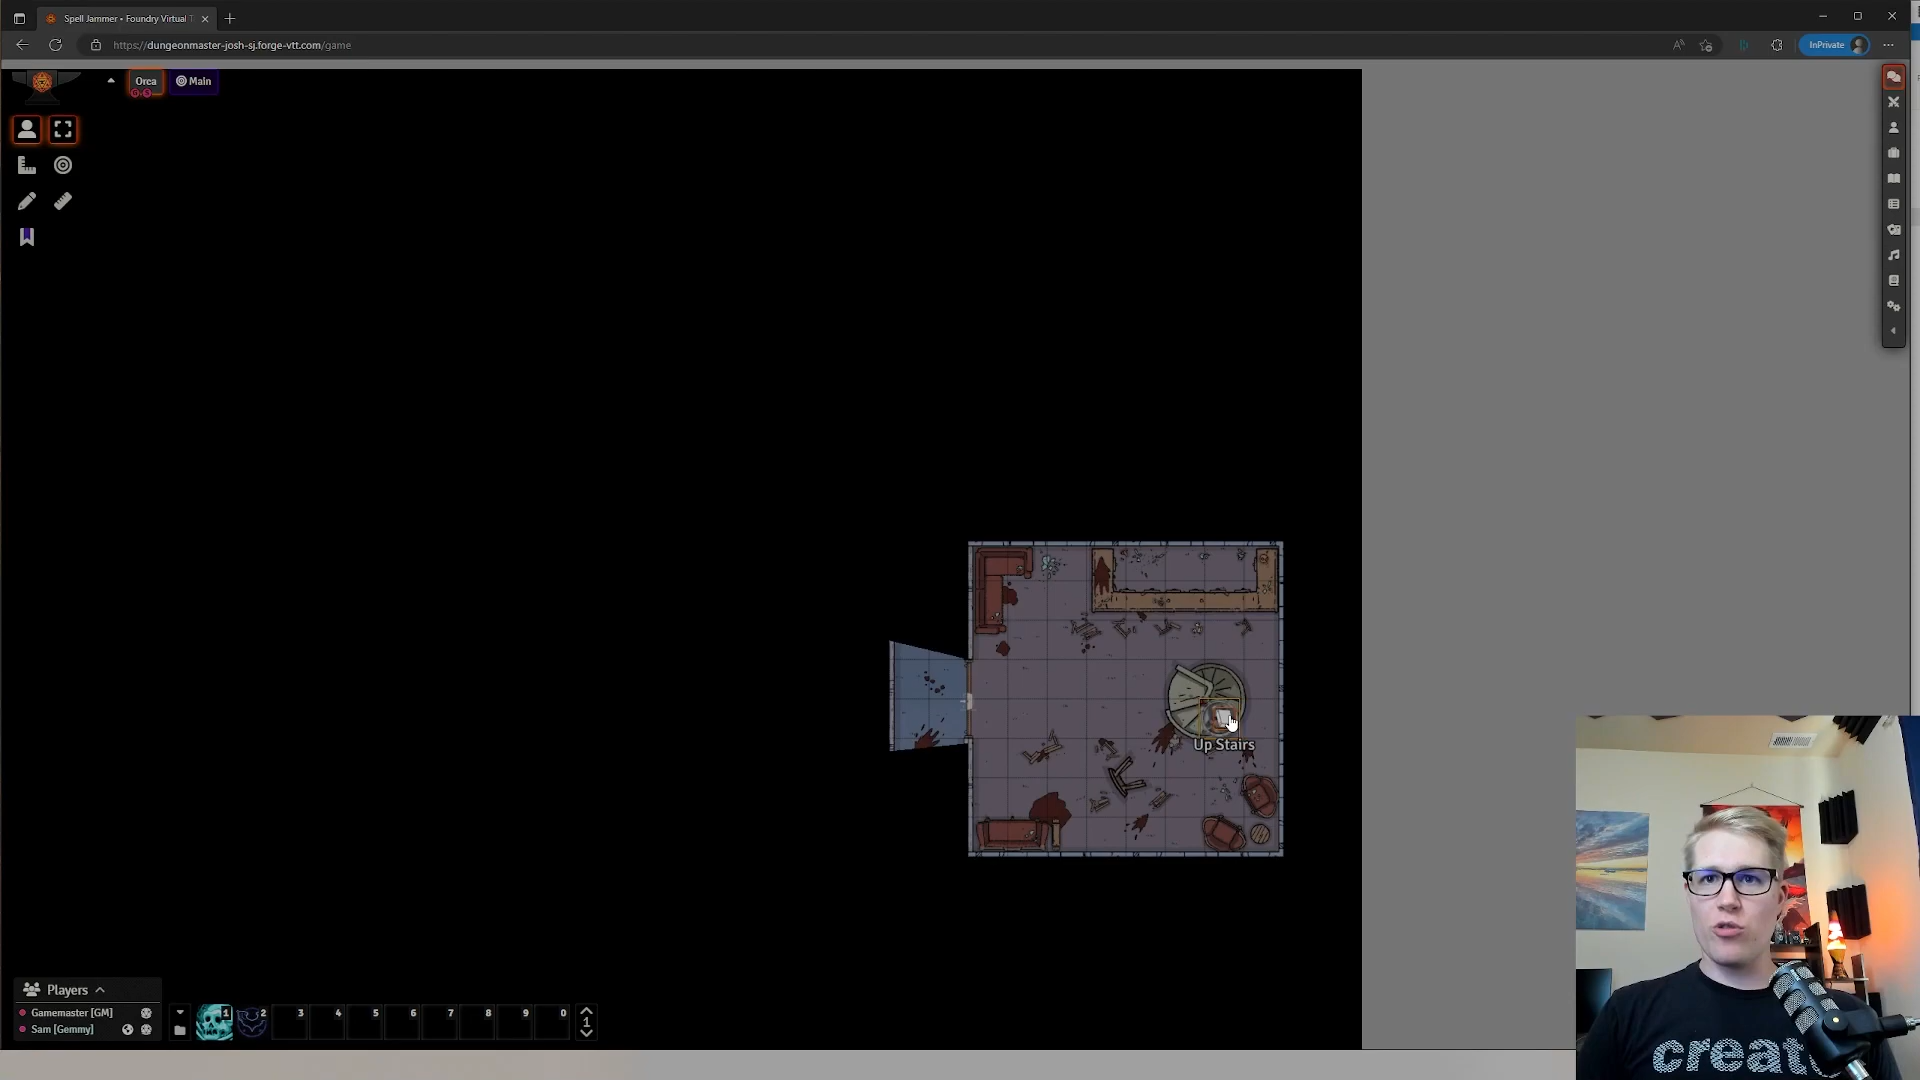 Spell Jammer • Foundry Virtual T
https://dungeonmaster-josh-sj.forge-vtt.com/game
InPrivate
Orca
G S
Main
Up Stairs
Players
Gamemaster [GM]
Sam [Gemmy]
1 2 3 4 5 6 7 8 9 0
1
create